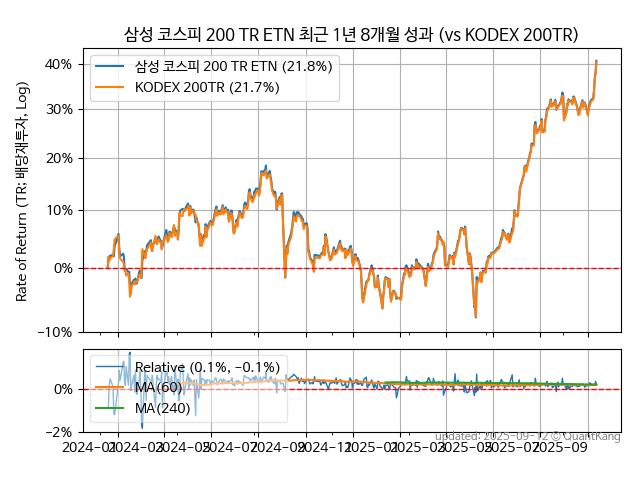 삼성 코스피 200 TR ETN 최근 1년 8개월 성과 (vs KODEX 200TR)
Rate of Return (TR: 배당재투자, Log)
40%
30%
20%
10%
0%
−10%
삼성 코스피 200 TR ETN (21.8%)
KODEX 200TR (21.7%)
0%
−2%
Relative (0.1%, −0.1%)
MA(60)
MA(240)
2024-01
2024-03
2024-05
2024-07
2024-09
2024-11
2025-01
2025-03
2025-05
2025-07
2025-09
updated: 2025-09-12 © QuantKang